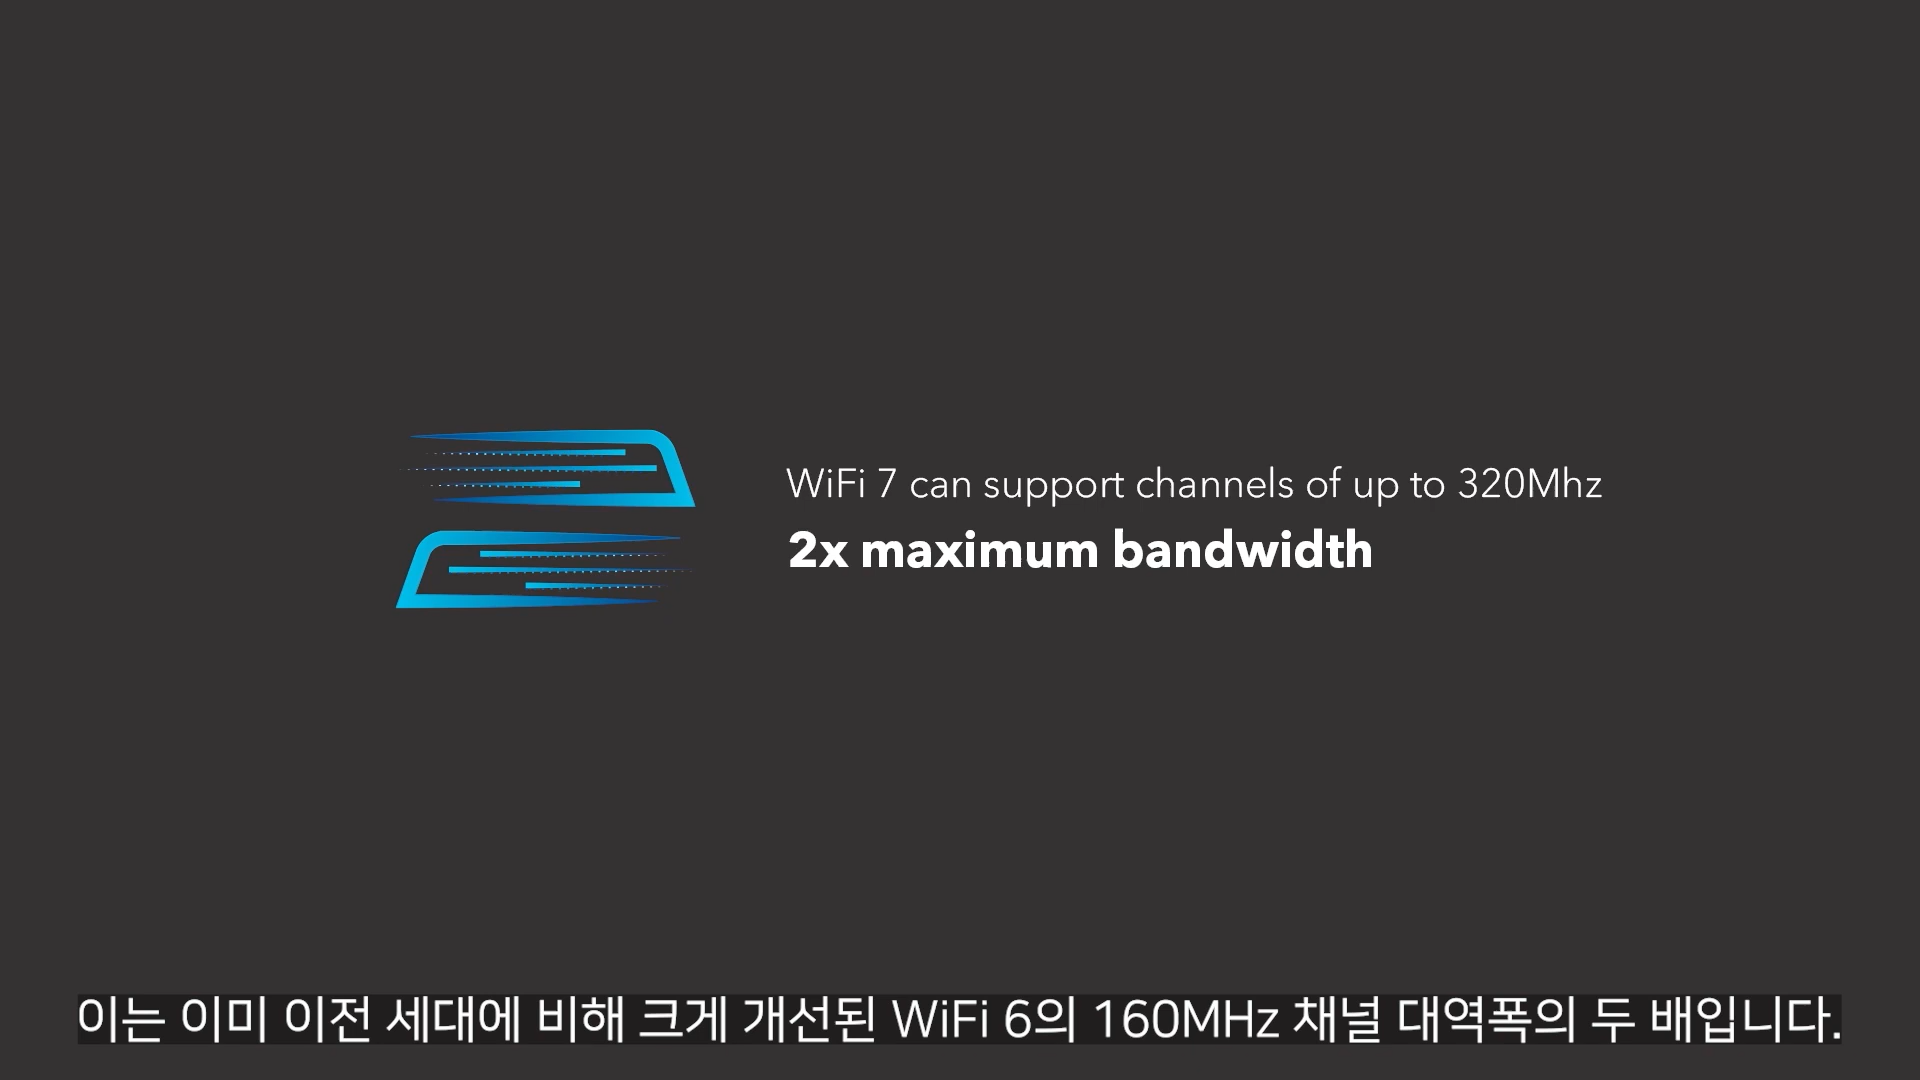 WiFi 7 can support channels of up to 320Mhz
2x maximum bandwidth
이는 이미 이전 세대에 비해 크게 개선된 WiFi 6의 160MHz 채널 대역폭의 두 배입니다.